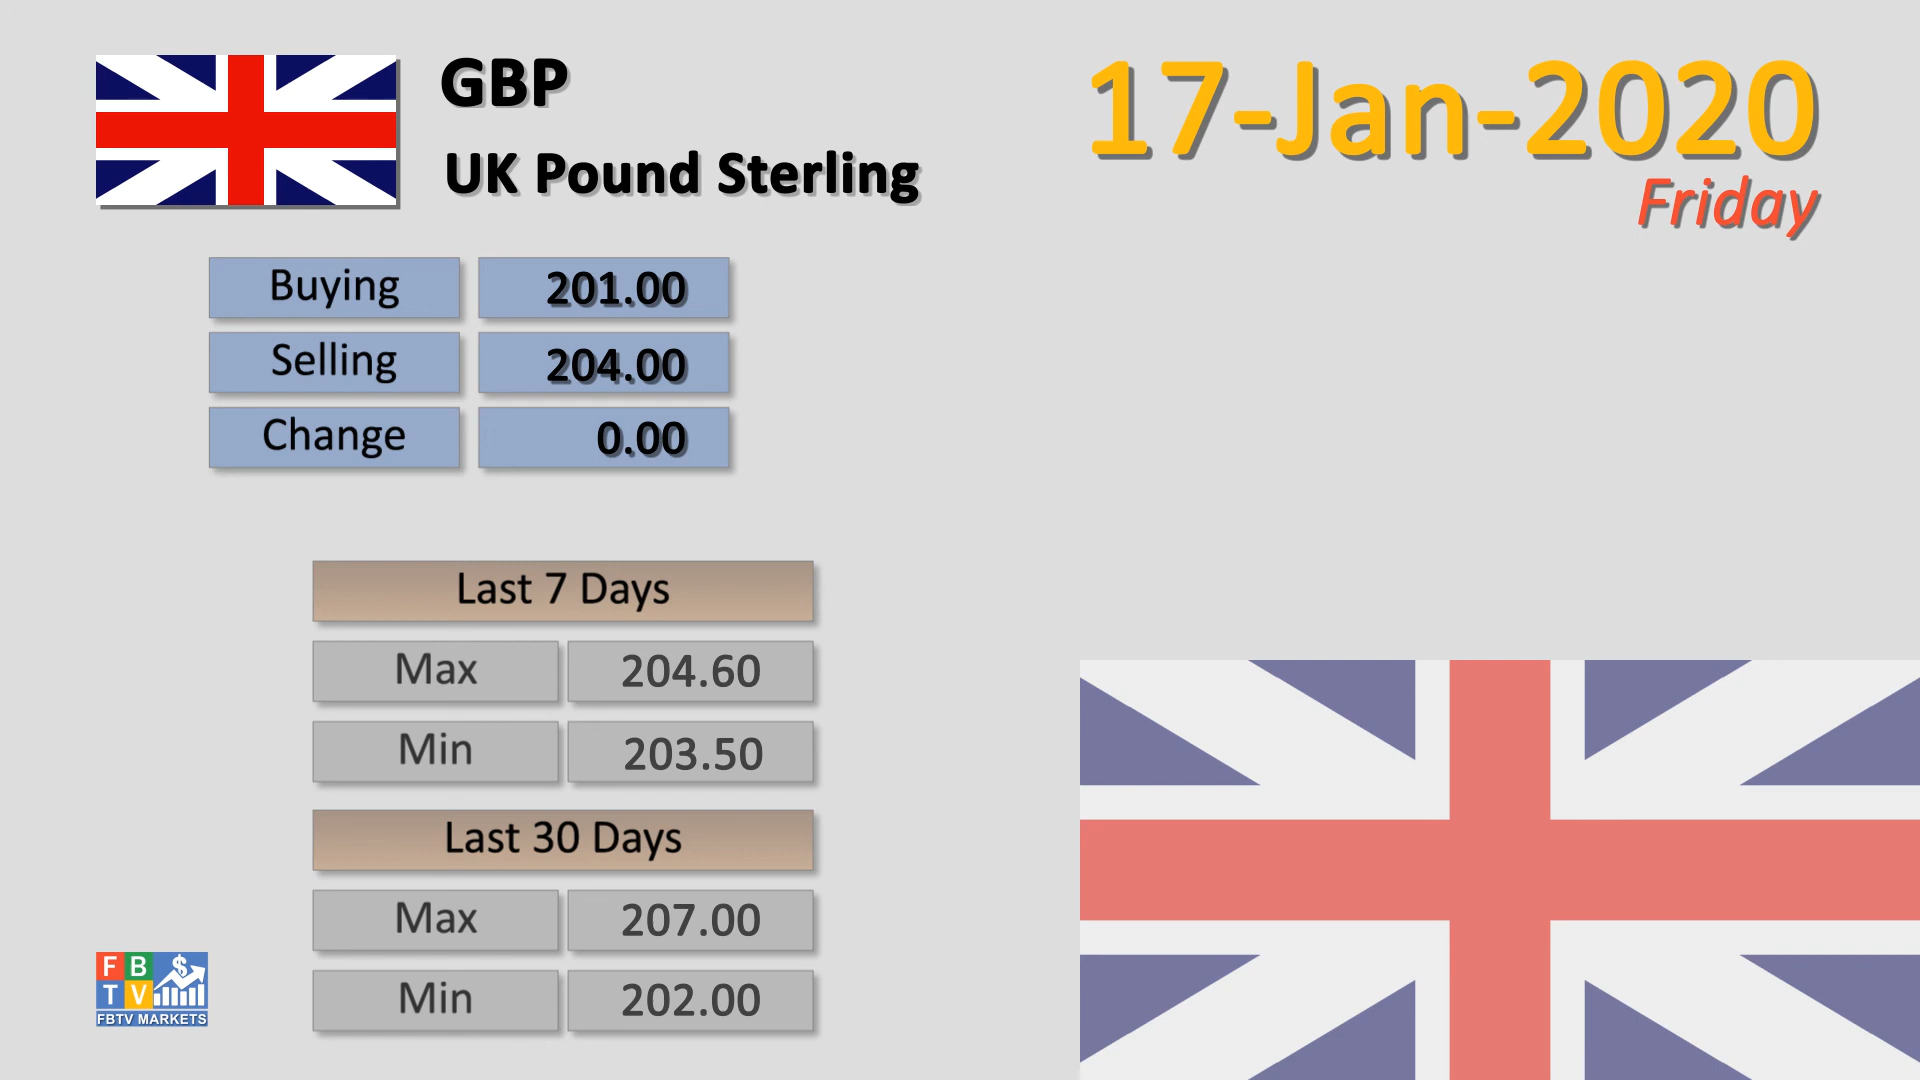 GBP
UK Pound Sterling
17-Jan-2020
Friday
Buying 201.00
Selling 204.00
Change 0.00
Last 7 Days
Max 204.60
Min 203.50
Last 30 Days
Max 207.00
Min 202.00
F B $
T V
FBTV MARKETS